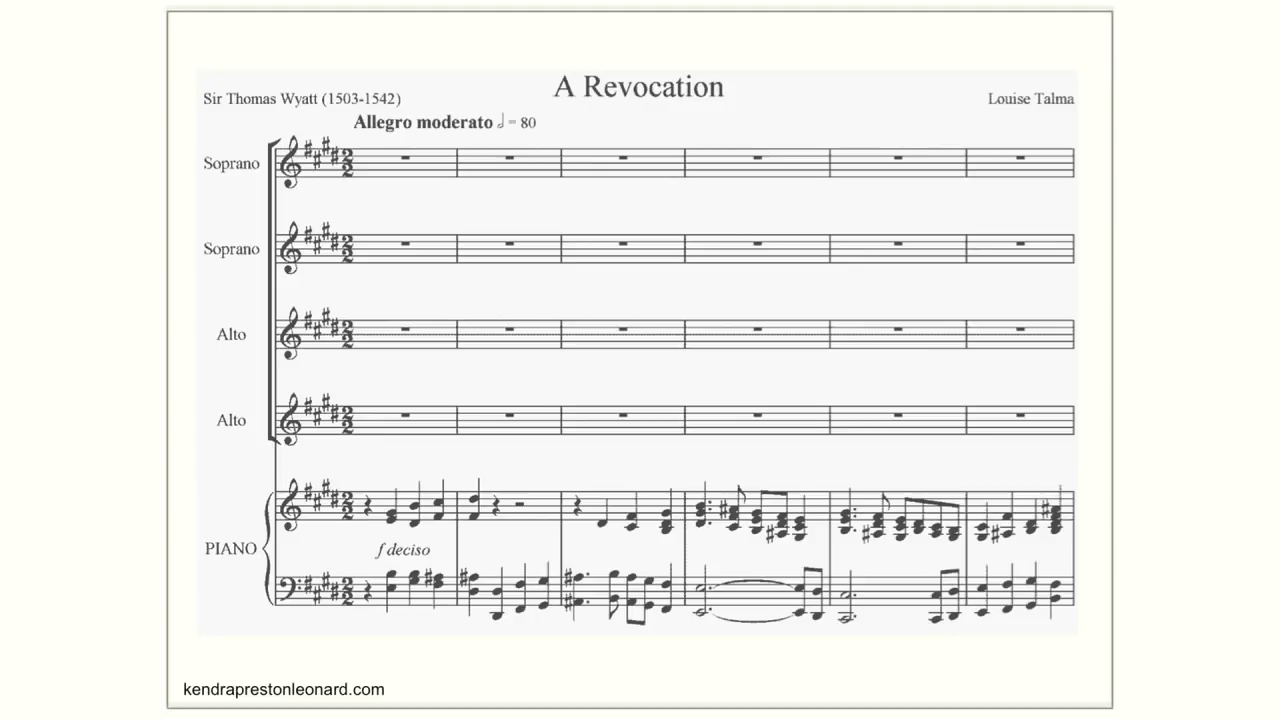 A Revocation
Sir Thomas Wyatt (1503-1542)
Louise Talma
Allegro moderato 𝅗𝅥 = 80
Soprano
Soprano
Alto
Alto
PIANO
f deciso
kendraprestonleonard.com